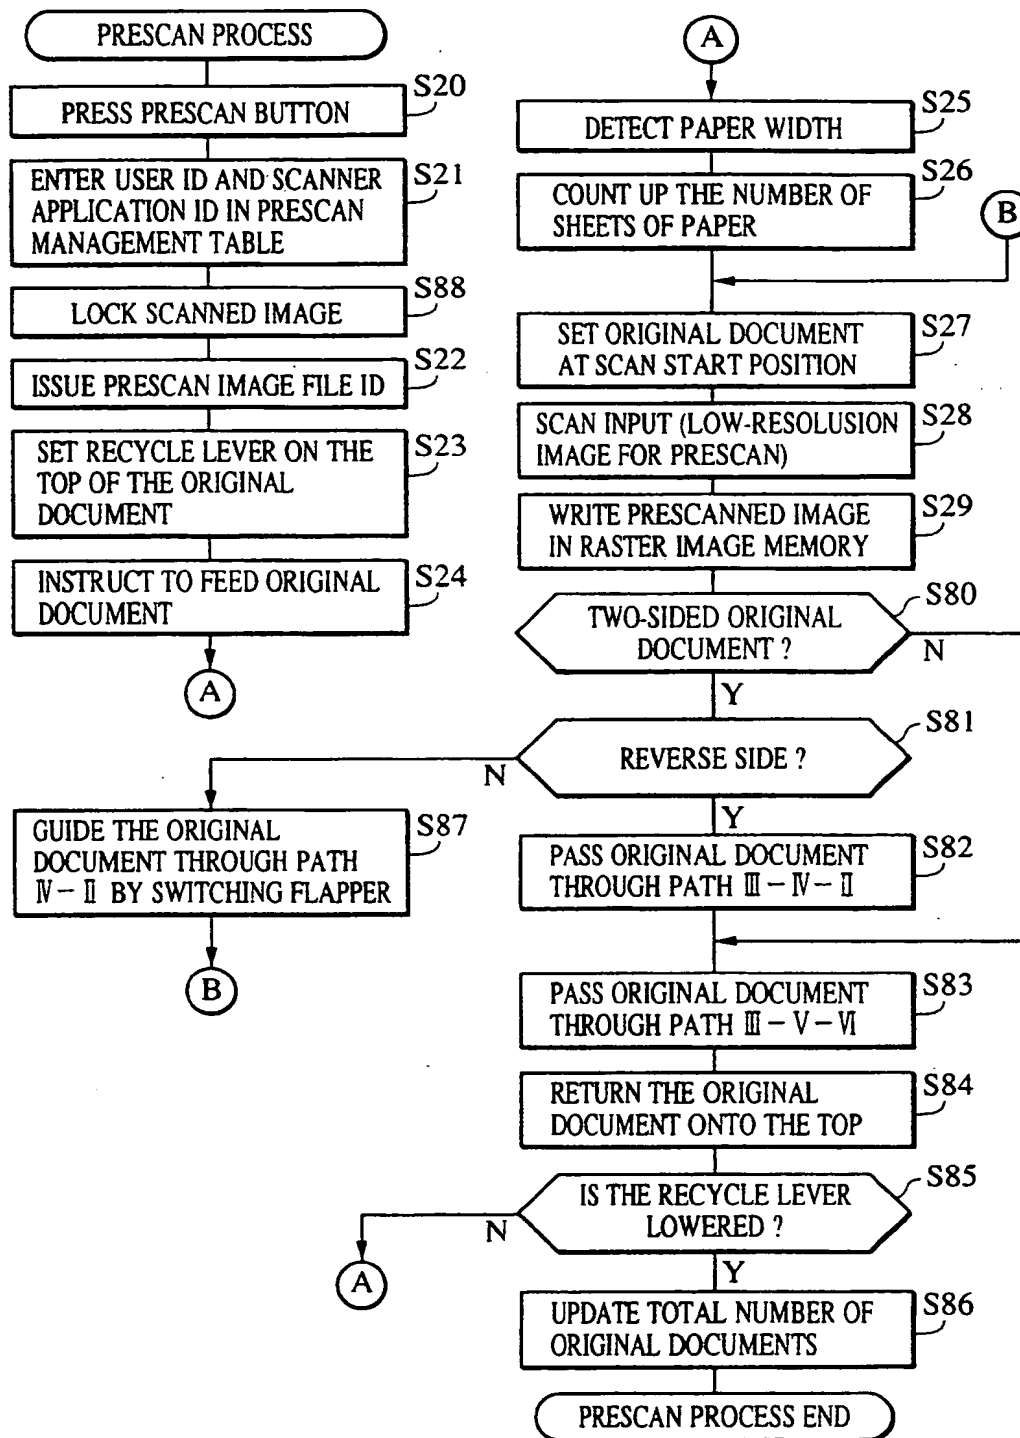 PRESCAN PROCESS
S20
PRESS PRESCAN BUTTON
S21
ENTER USER ID AND SCANNER
APPLICATION ID IN PRESCAN
MANAGEMENT TABLE
S88
LOCK SCANNED IMAGE
S22
ISSUE PRESCAN IMAGE FILE ID
S23
SET RECYCLE LEVER ON THE
TOP OF THE ORIGINAL
DOCUMENT
S24
INSTRUCT TO FEED ORIGINAL
DOCUMENT
A
A
S25
DETECT PAPER WIDTH
S26
COUNT UP THE NUMBER OF
SHEETS OF PAPER
B
S27
SET ORIGINAL DOCUMENT
AT SCAN START POSITION
S28
SCAN INPUT (LOW-RESOLUSION
IMAGE FOR PRESCAN)
S29
WRITE PRESCANNED IMAGE
IN RASTER IMAGE MEMORY
S80
TWO-SIDED ORIGINAL
DOCUMENT ?
N
Y
S81
REVERSE SIDE ?
N
Y
S87
GUIDE THE ORIGINAL
DOCUMENT THROUGH PATH
Ⅳ－Ⅱ BY SWITCHING FLAPPER
B
S82
PASS ORIGINAL DOCUMENT
THROUGH PATH Ⅲ－Ⅳ－Ⅱ
S83
PASS ORIGINAL DOCUMENT
THROUGH PATH Ⅲ－Ⅴ－Ⅵ
S84
RETURN THE ORIGINAL
DOCUMENT ONTO THE TOP
S85
IS THE RECYCLE LEVER
LOWERED ?
N
A
Y
S86
UPDATE TOTAL NUMBER OF
ORIGINAL DOCUMENTS
PRESCAN PROCESS END